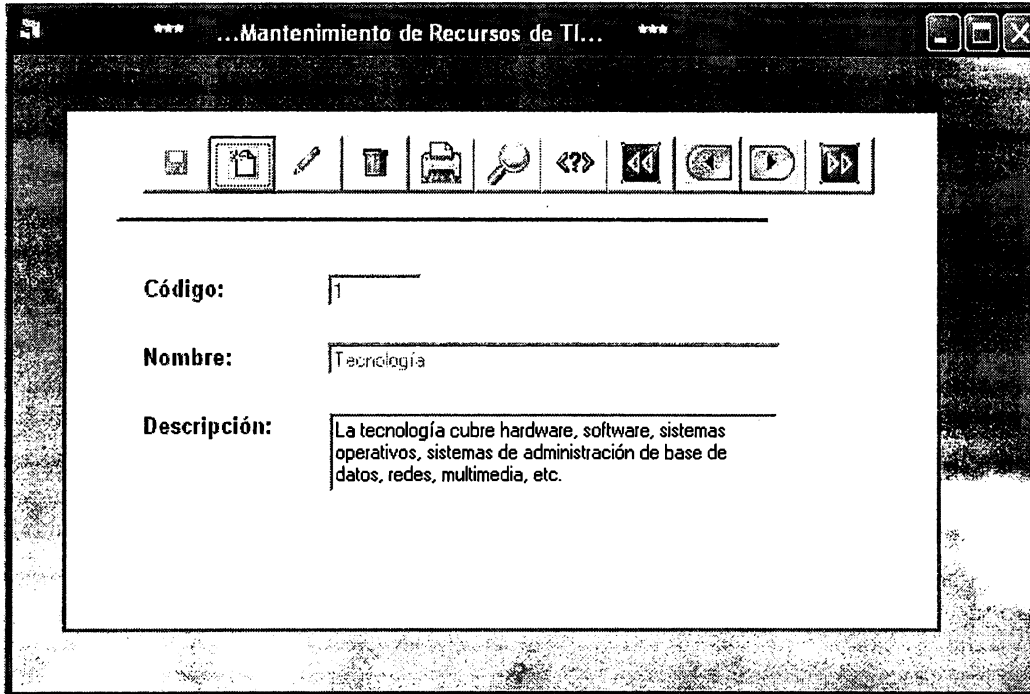 *** ...Mantenimiento de Recursos de TI... ***
«?»
Código: 1
Nombre: Tecnología
Descripción: La tecnología cubre hardware, software, sistemas
operativos, sistemas de administración de base de
datos, redes, multimedia, etc.